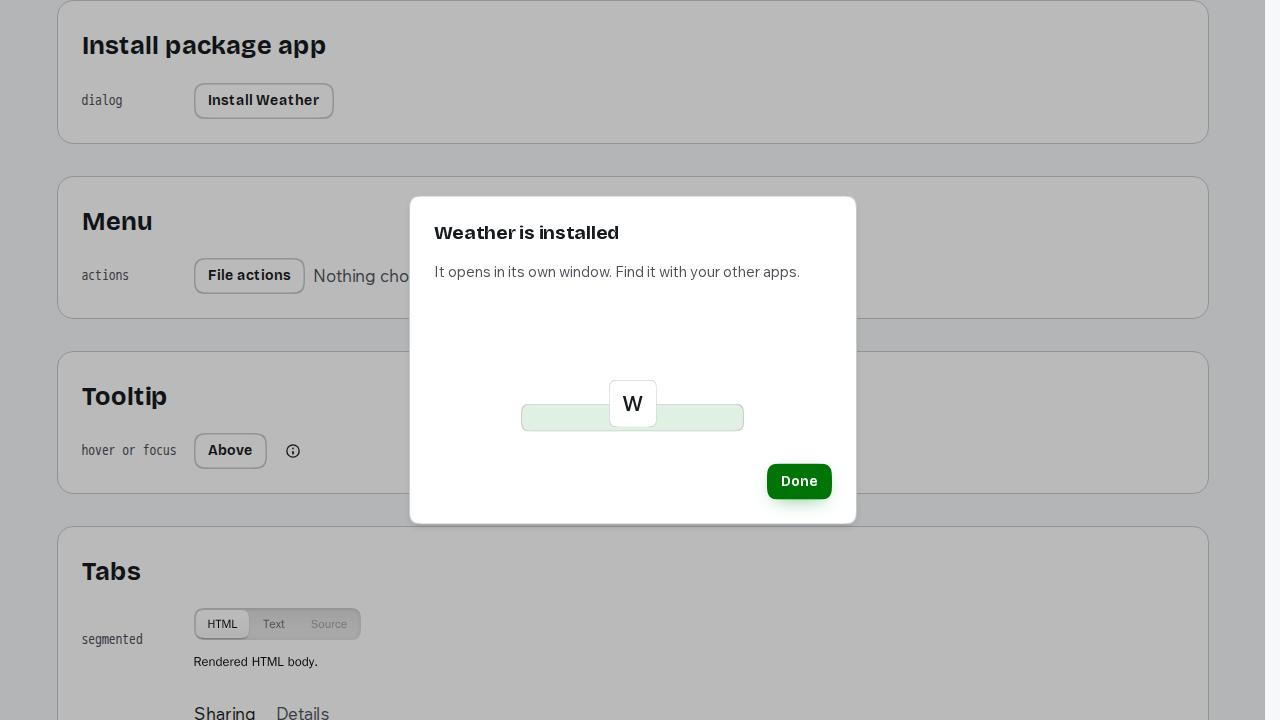 Install package app
dialog
Install Weather
Menu
actions
File actions
Nothing cho
Weather is installed
It opens in its own window. Find it with your other apps.
W
Done
Tooltip
hover or focus
Above
Tabs
segmented
HTML
Text
Source
Rendered HTML body.
Sharing
Details